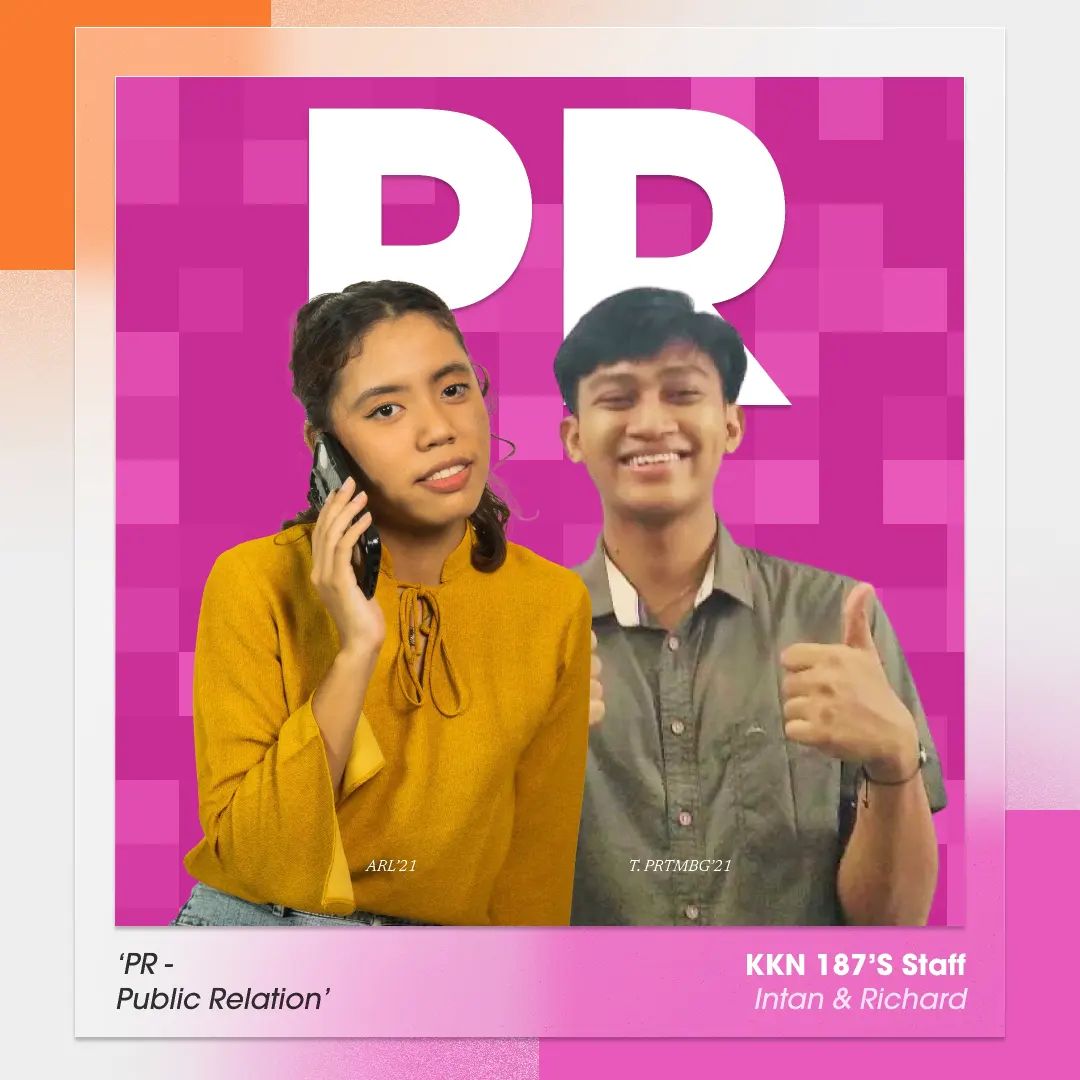 PR
ARL’21
T. PRTMBG’21
‘PR -
Public Relation’
KKN 187’S Staff
Intan & Richard